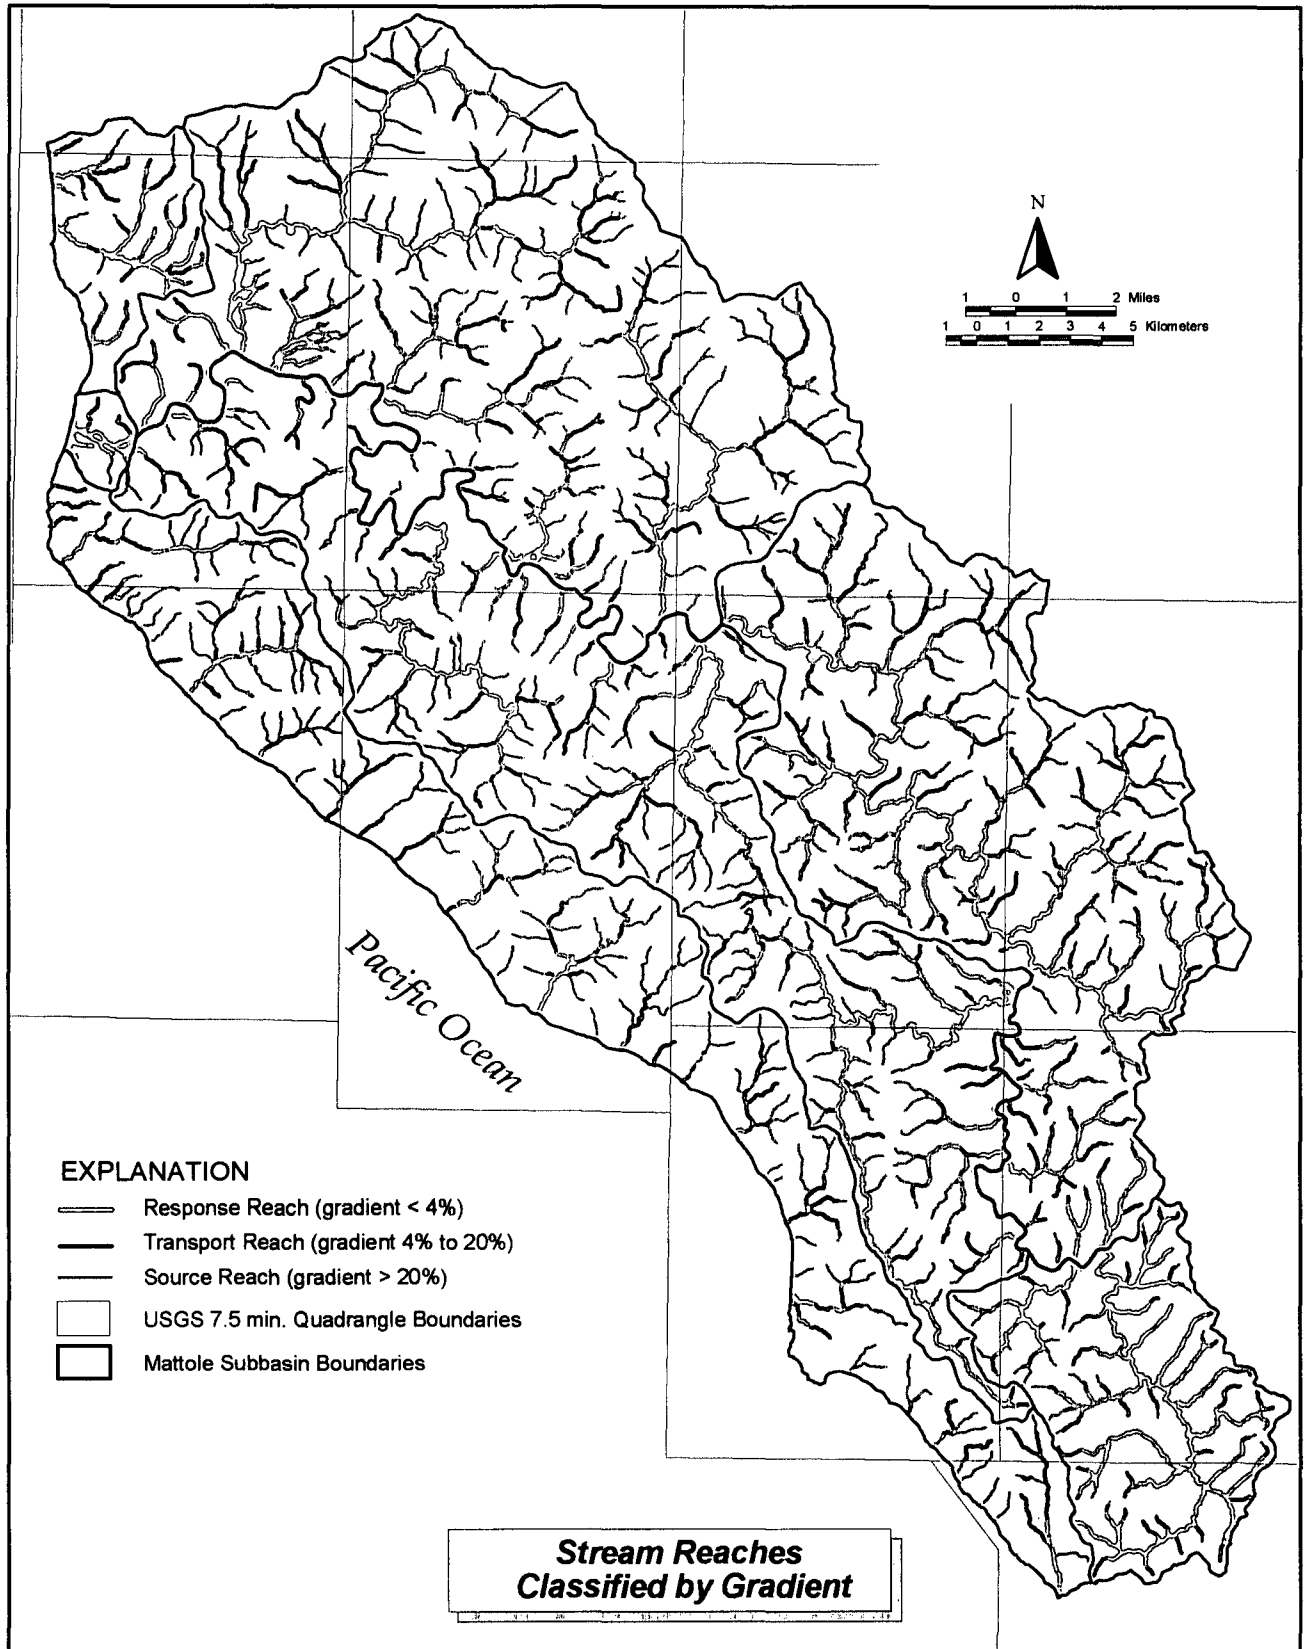 N
1 0 1 2 Miles
1 0 1 2 3 4 5 Kilometers
Pacific Ocean
EXPLANATION
Response Reach (gradient < 4%)
Transport Reach (gradient 4% to 20%)
Source Reach (gradient > 20%)
USGS 7.5 min. Quadrangle Boundaries
Mattole Subbasin Boundaries
Stream Reaches
Classified by Gradient